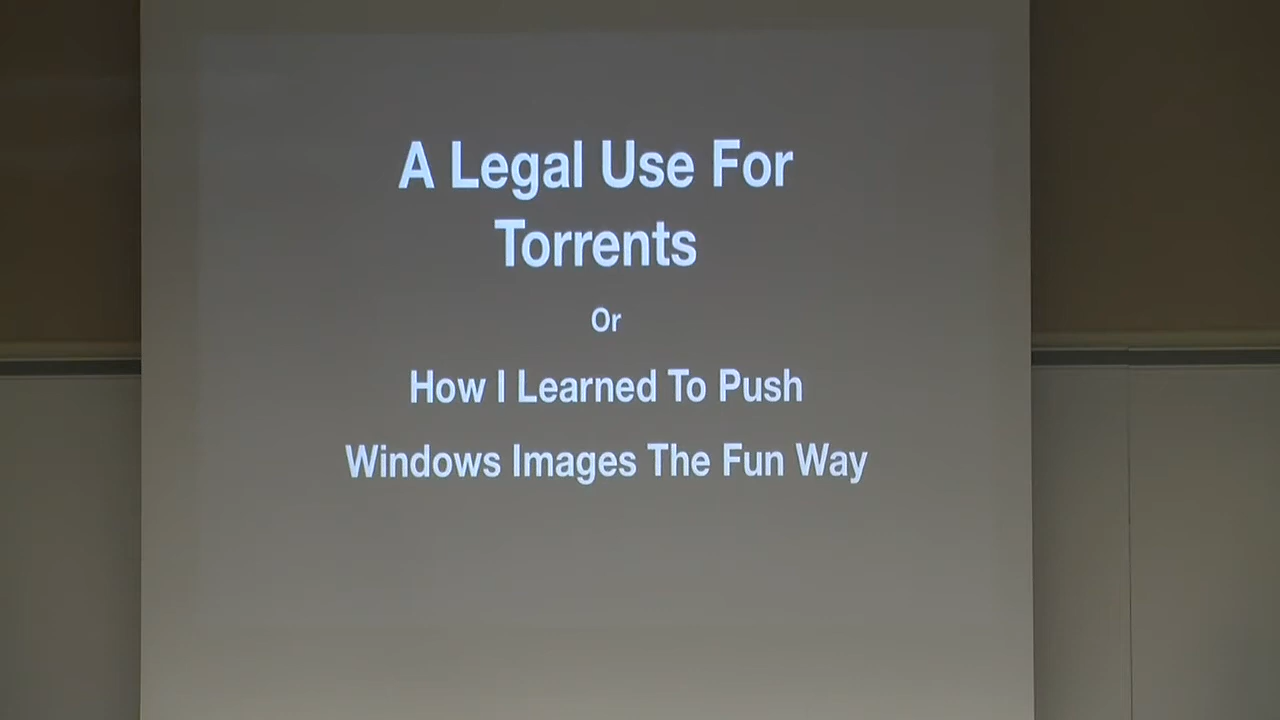 A Legal Use For
Torrents
Or
How I Learned To Push
Windows Images The Fun Way